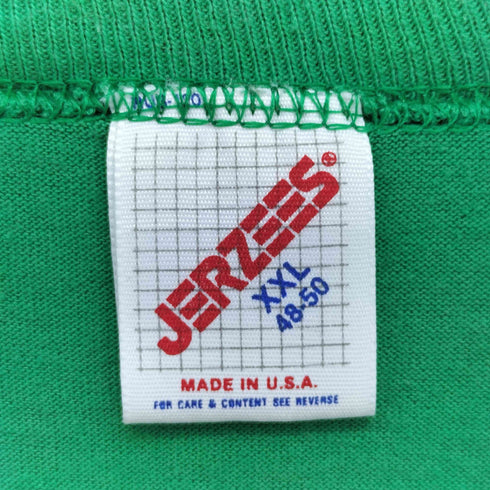 JERZEES®
XXL
48-50
MADE IN U.S.A.
FOR CARE & CONTENT SEE REVERSE